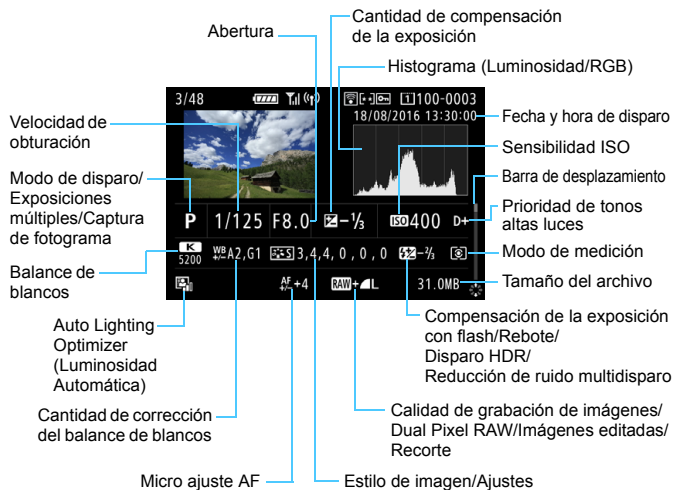 Cantidad de compensación
de la exposición
Abertura
Histograma (Luminosidad/RGB)
3/48
1 100-0003
18/08/2016 13:30:00
Fecha y hora de disparo
Velocidad de
obturación
Sensibilidad ISO
Barra de desplazamiento
Modo de disparo/
Exposiciones
múltiples/Captura
de fotograma
Prioridad de tonos
altas luces
P 1/125 F8.0 -1/3 ISO 400 D+
K
5200 WB +/- A2,G1 S 3,4,4, 0 , 0 , 0 -2/3
Modo de medición
Balance de
blancos
AF +/- +4 RAW+ L 31.0MB
Tamaño del archivo
Auto Lighting
Optimizer
(Luminosidad
Automática)
Compensación de la exposición
con flash/Rebote/
Disparo HDR/
Reducción de ruido multidisparo
Cantidad de corrección
del balance de blancos
Calidad de grabación de imágenes/
Dual Pixel RAW/Imágenes editadas/
Recorte
Micro ajuste AF
Estilo de imagen/Ajustes